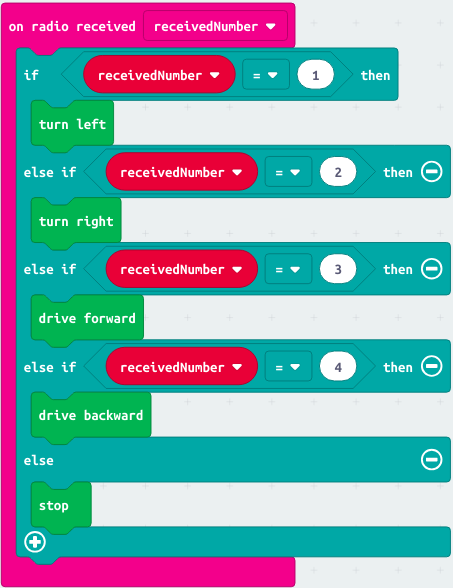 on radio received receivedNumber
if receivedNumber = 1 then
turn left
else if receivedNumber = 2 then
turn right
else if receivedNumber = 3 then
drive forward
else if receivedNumber = 4 then
drive backward
else
stop